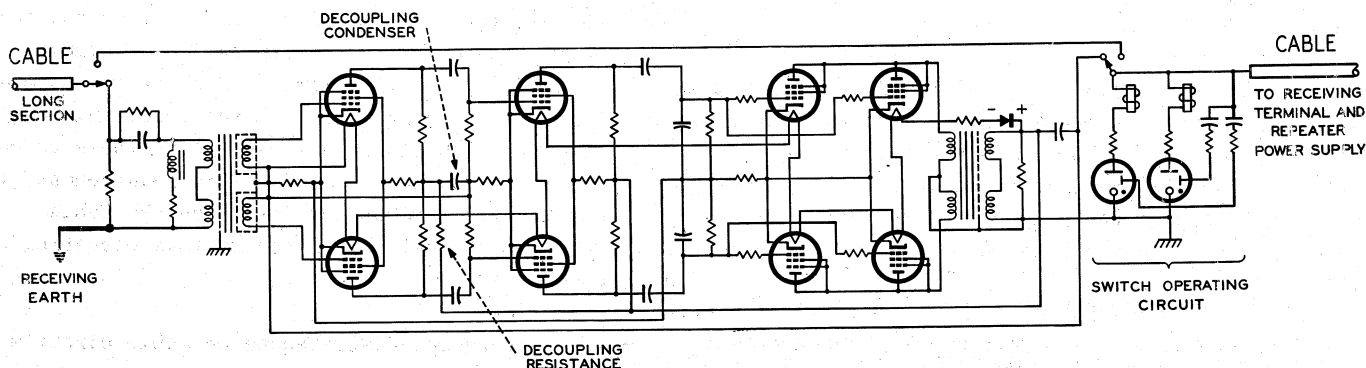 DECOUPLING
CONDENSER
CABLE
LONG
SECTION
RECEIVING
EARTH
DECOUPLING
RESISTANCE
- +
CABLE
TO RECEIVING
TERMINAL AND
REPEATER
POWER SUPPLY
SWITCH OPERATING
CIRCUIT